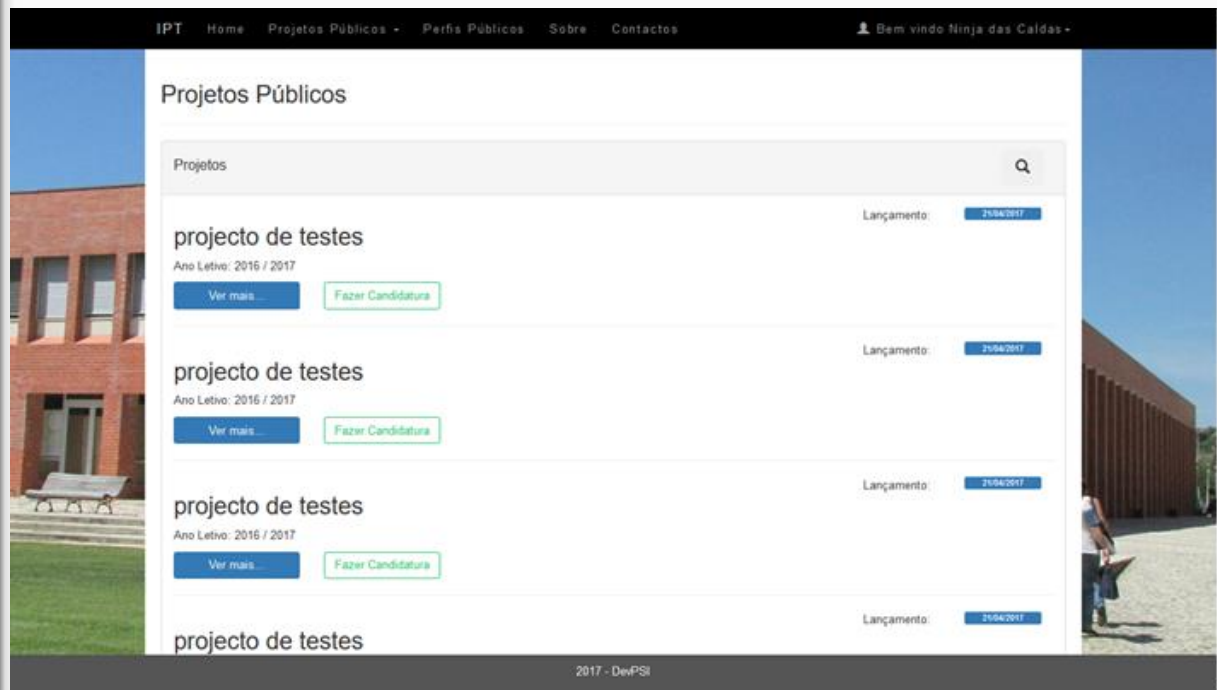 IPT Home Projetos Públicos Perfis Públicos Sobre Contactos Bem vindo Ninja das Caldas
Projetos Públicos
Projetos
Lançamento: 21/04/2017
projecto de testes
Ano Letivo: 2016 / 2017
Ver mais... Fazer Candidatura
Lançamento: 21/04/2017
projecto de testes
Ano Letivo: 2016 / 2017
Ver mais... Fazer Candidatura
Lançamento: 21/04/2017
projecto de testes
Ano Letivo: 2016 / 2017
Ver mais... Fazer Candidatura
Lançamento: 21/04/2017
projecto de testes
2017 - DevPSI